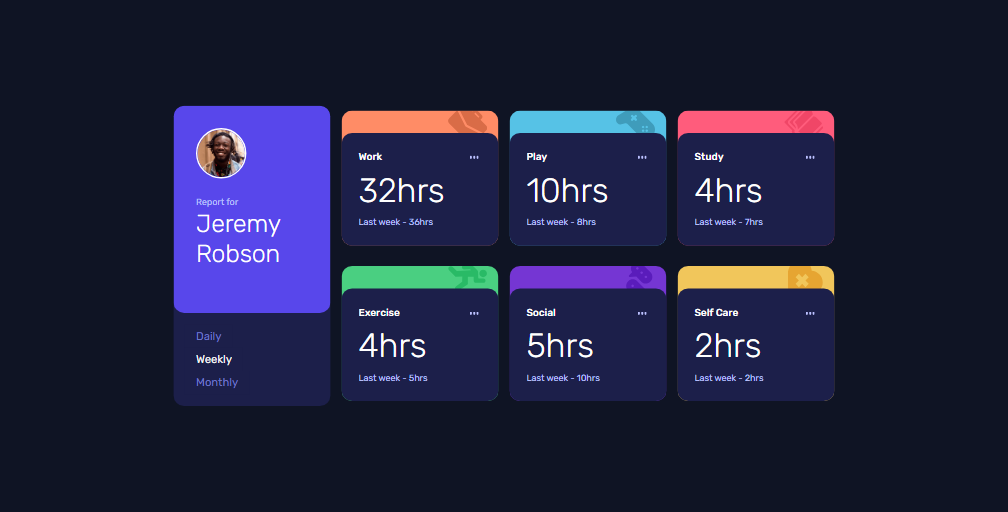 Report for
Jeremy
Robson
Daily
Weekly
Monthly
Work
32hrs
Last week - 36hrs
Play
10hrs
Last week - 8hrs
Study
4hrs
Last week - 7hrs
Exercise
4hrs
Last week - 5hrs
Social
5hrs
Last week - 10hrs
Self Care
2hrs
Last week - 2hrs